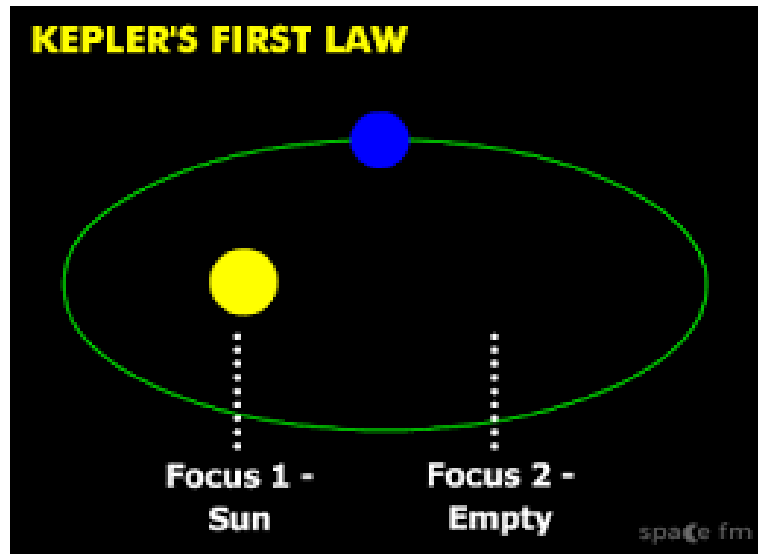 KEPLER'S FIRST LAW
Focus 1 -
Sun
Focus 2 -
Empty
space fm